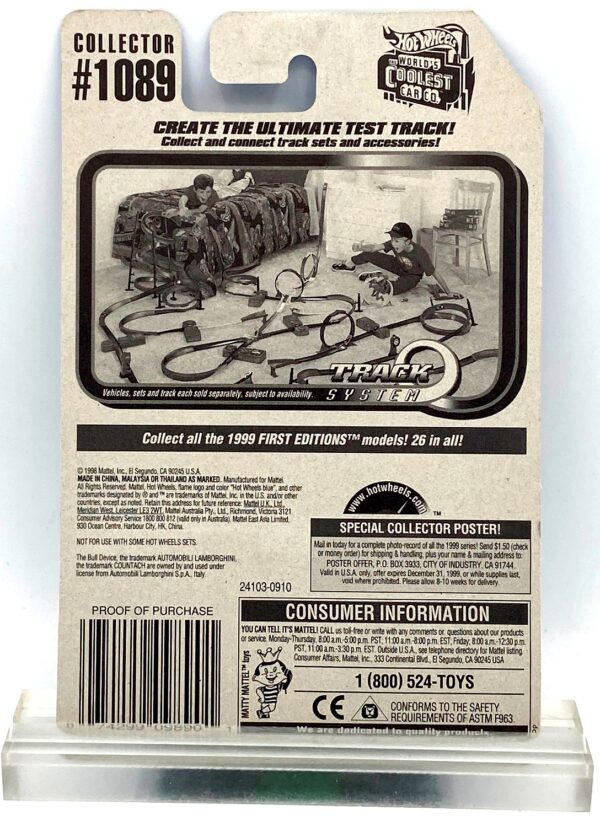 COLLECTOR
#1089
Hot Wheels
THE WORLD'S
COOLEST
CAR CO.
CREATE THE ULTIMATE TEST TRACK!
Collect and connect track sets and accessories!
TRACK
SYSTEM
Vehicles, sets and track each sold separately, subject to availability.
Collect all the 1999 FIRST EDITIONS™ models! 26 in all!
© 1998 Mattel, Inc., El Segundo, CA 90245 U.S.A.
MADE IN CHINA, MALAYSIA OR THAILAND AS MARKED. Manufactured for Mattel.
All Rights Reserved. Mattel, Hot Wheels, flame logo and color "Hot Wheels blue", and other
trademarks designated by ® and ™ are trademarks of Mattel, Inc. in the U.S. and/or other
countries, except as noted. Retain this address for future reference: Mattel U.K., Ltd.,
Meridian West, Leicester LE3 2WT. Mattel Australia Pty., Ltd., Richmond, Victoria 3121.
Consumer Advisory Service 1800 800 812 (valid only in Australia). Mattel East Asia Limited,
930 Ocean Centre, Harbour City, HK, China.
NOT FOR USE WITH SOME HOT WHEELS SETS.
The Bull Device, the trademark AUTOMOBILI LAMBORGHINI,
the trademark COUNTACH are owned by and used under
license from Automobili Lamborghini S.p.A., Italy.
24103-0910
www.hotwheels.com
™
SPECIAL COLLECTOR POSTER!
Mail in today for a complete photo-record of all the 1999 series! Send $1.50 (check
or money order) for shipping & handling, plus your name & mailing address to:
POSTER OFFER, P.O. BOX 3933, CITY OF INDUSTRY, CA 91744.
Valid in U.S.A. only, offer expires December 31, 1999, or while supplies last,
void where prohibited. Please allow 8-10 weeks for delivery.
PROOF OF PURCHASE
0 74299 09890 1
CONSUMER INFORMATION
YOU CAN TELL IT'S MATTEL! CALL us toll-free or write with any comments or questions about our products
or service. Monday-Thursday, 8:00 a.m.-5:00 p.m. PST; 11:00 a.m.-8:00 p.m. EST; Friday, 8:00 a.m.-12:30 p.m.
PST, 11:00 a.m.-3:30 p.m. EST. Outside U.S.A., see telephone directory for Mattel listing.
Consumer Affairs, Mattel, Inc., 333 Continental Blvd., El Segundo, CA 90245 USA
MATTY MATTEL™ toys
1 (800) 524-TOYS
CE
CONFORMS TO THE SAFETY
REQUIREMENTS OF ASTM F963.
We are dedicated to quality products.